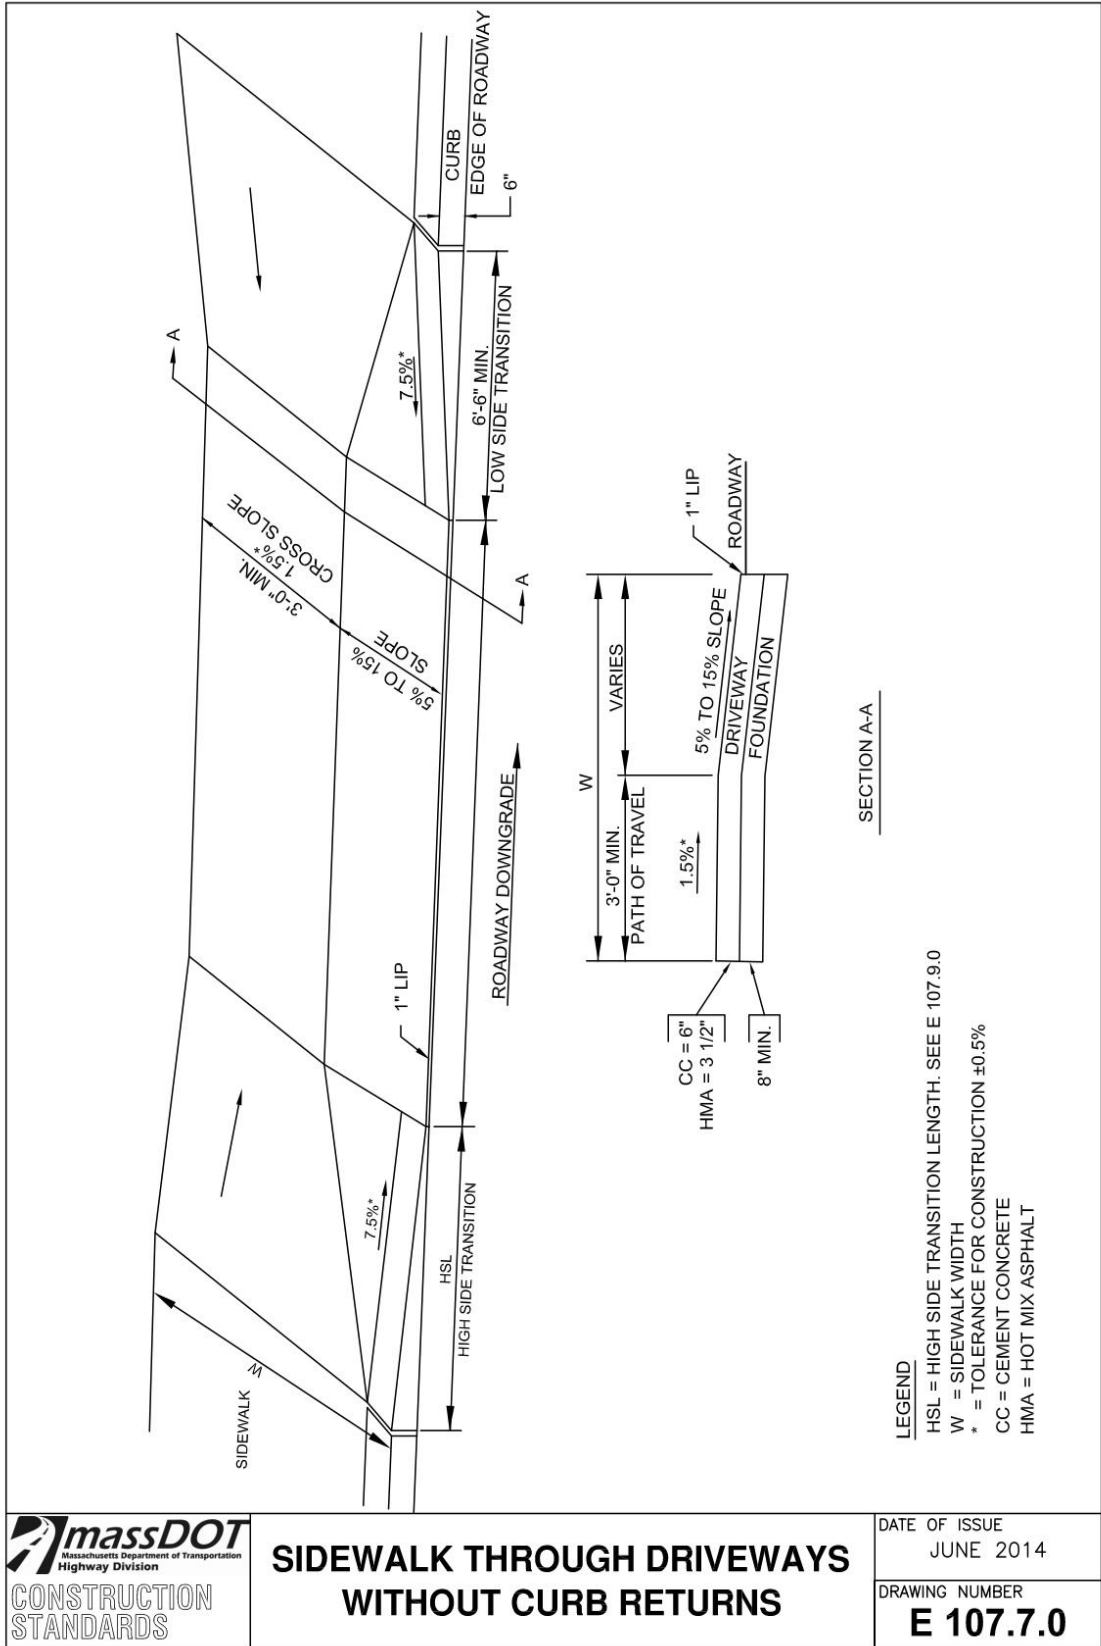 SIDEWALK
W
HSL
HIGH SIDE TRANSITION
7.5%*
1" LIP
ROADWAY DOWNGRADE
3'-0" MIN.
1.5%*
CROSS SLOPE
5% TO 15%
SLOPE
A
A
7.5%*
6'-6" MIN.
LOW SIDE TRANSITION
CURB
EDGE OF ROADWAY
6"
W
3'-0" MIN.
PATH OF TRAVEL
VARIES
1.5%*
5% TO 15% SLOPE
DRIVEWAY
FOUNDATION
1" LIP
ROADWAY
CC = 6"
HMA = 3 1/2"
8" MIN.
SECTION A-A
LEGEND
HSL = HIGH SIDE TRANSITION LENGTH. SEE E 107.9.0
W = SIDEWALK WIDTH
* = TOLERANCE FOR CONSTRUCTION ±0.5%
CC = CEMENT CONCRETE
HMA = HOT MIX ASPHALT
massDOT
Massachusetts Department of Transportation
Highway Division
CONSTRUCTION
STANDARDS
SIDEWALK THROUGH DRIVEWAYS
WITHOUT CURB RETURNS
DATE OF ISSUE
JUNE 2014
DRAWING NUMBER
E 107.7.0